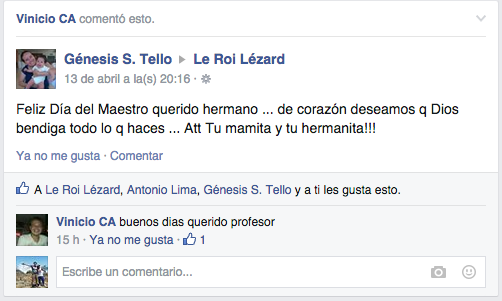 Vinicio CA comentó esto.
Génesis S. Tello ▸ Le Roi Lézard
13 de abril a la(s) 20:16 ·
Feliz Día del Maestro querido hermano ... de corazón deseamos q Dios
bendiga todo lo q haces ... Att Tu mamita y tu hermanita!!!
Ya no me gusta · Comentar
A Le Roi Lézard, Antonio Lima, Génesis S. Tello y a ti les gusta esto.
Vinicio CA buenos dias querido profesor
15 h · Ya no me gusta · 1
Escribe un comentario...